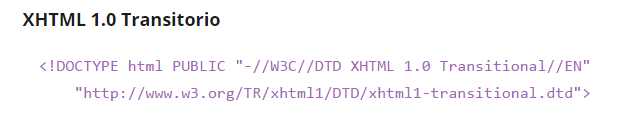 XHTML 1.0 Transitorio
<!DOCTYPE html PUBLIC "-//W3C//DTD XHTML 1.0 Transitional//EN"
"http://www.w3.org/TR/xhtml1/DTD/xhtml1-transitional.dtd">